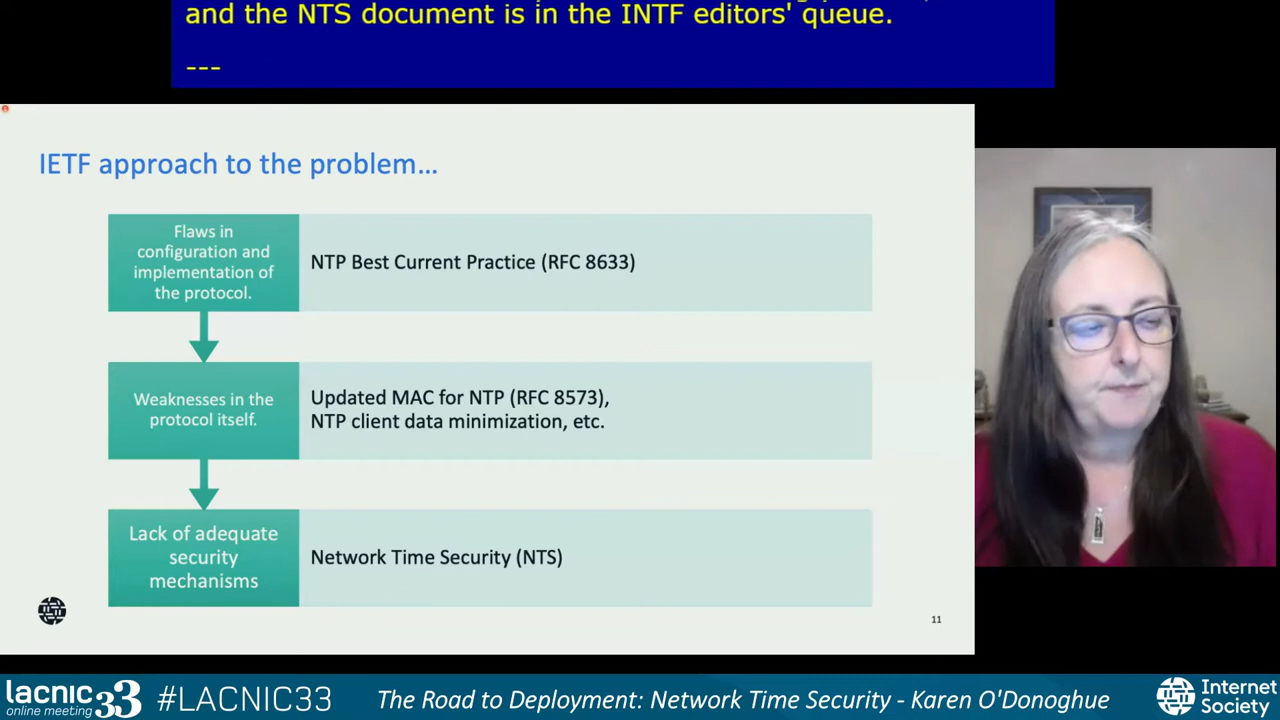 and the NTS document is in the INTF editors' queue.
---
IETF approach to the problem...
Flaws in
configuration and
implementation of
the protocol.
NTP Best Current Practice (RFC 8633)
Weaknesses in the
protocol itself.
Updated MAC for NTP (RFC 8573),
NTP client data minimization, etc.
Lack of adequate
security
mechanisms
Network Time Security (NTS)
11
lacnic 33
online meeting
#LACNIC33
The Road to Deployment: Network Time Security - Karen O'Donoghue
Internet
Society